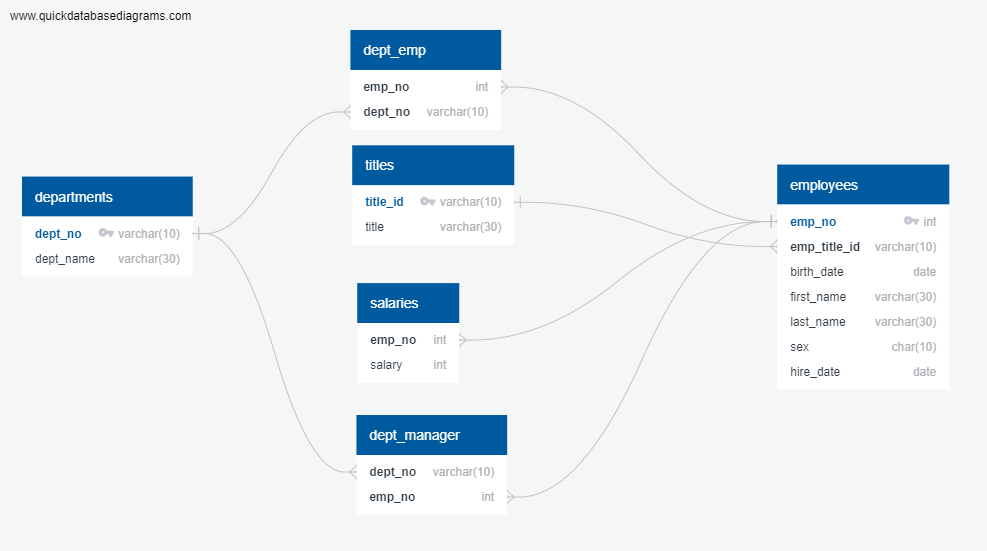 www.quickdatabasediagrams.com
dept_emp
emp_no int
dept_no varchar(10)
titles
title_id varchar(10)
title varchar(30)
departments
dept_no varchar(10)
dept_name varchar(30)
employees
emp_no int
emp_title_id varchar(10)
birth_date date
first_name varchar(30)
last_name varchar(30)
sex char(10)
hire_date date
salaries
emp_no int
salary int
dept_manager
dept_no varchar(10)
emp_no int